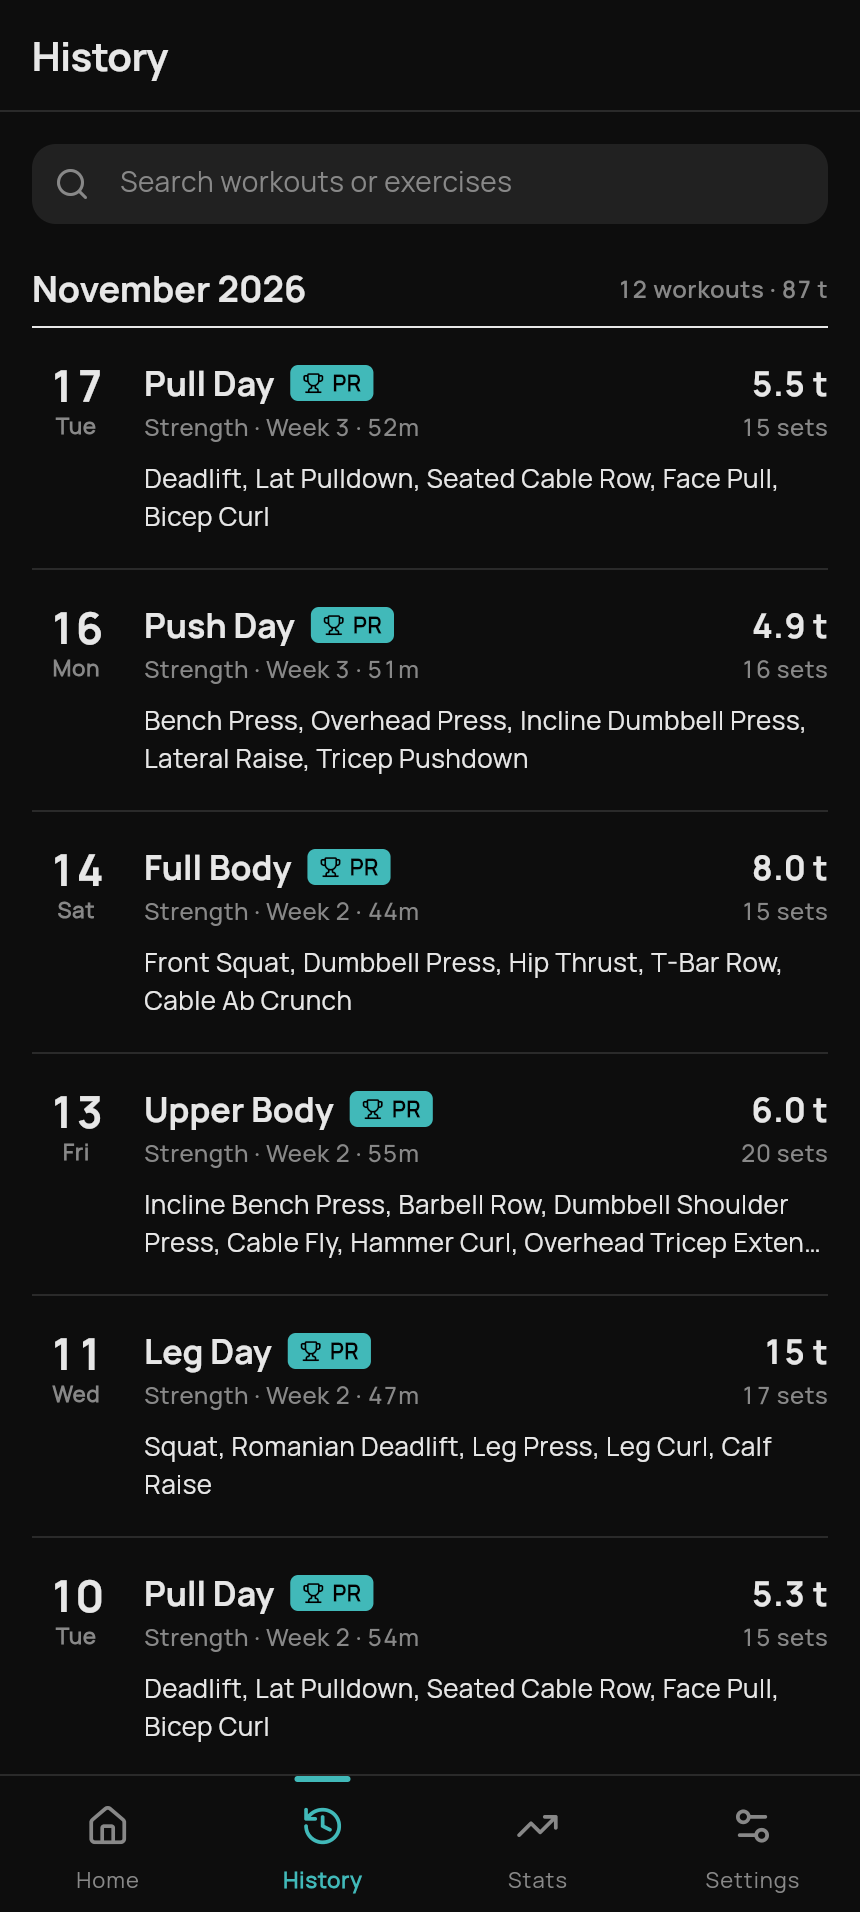 History
Search workouts or exercises
November 2026
12 workouts · 87 t
17 Pull Day PR 5.5 t
Tue Strength · Week 3 · 52m 15 sets
Deadlift, Lat Pulldown, Seated Cable Row, Face Pull,
Bicep Curl
16 Push Day PR 4.9 t
Mon Strength · Week 3 · 51m 16 sets
Bench Press, Overhead Press, Incline Dumbbell Press,
Lateral Raise, Tricep Pushdown
14 Full Body PR 8.0 t
Sat Strength · Week 2 · 44m 15 sets
Front Squat, Dumbbell Press, Hip Thrust, T-Bar Row,
Cable Ab Crunch
13 Upper Body PR 6.0 t
Fri Strength · Week 2 · 55m 20 sets
Incline Bench Press, Barbell Row, Dumbbell Shoulder
Press, Cable Fly, Hammer Curl, Overhead Tricep Exten...
11 Leg Day PR 15 t
Wed Strength · Week 2 · 47m 17 sets
Squat, Romanian Deadlift, Leg Press, Leg Curl, Calf
Raise
10 Pull Day PR 5.3 t
Tue Strength · Week 2 · 54m 15 sets
Deadlift, Lat Pulldown, Seated Cable Row, Face Pull,
Bicep Curl
Home History Stats Settings